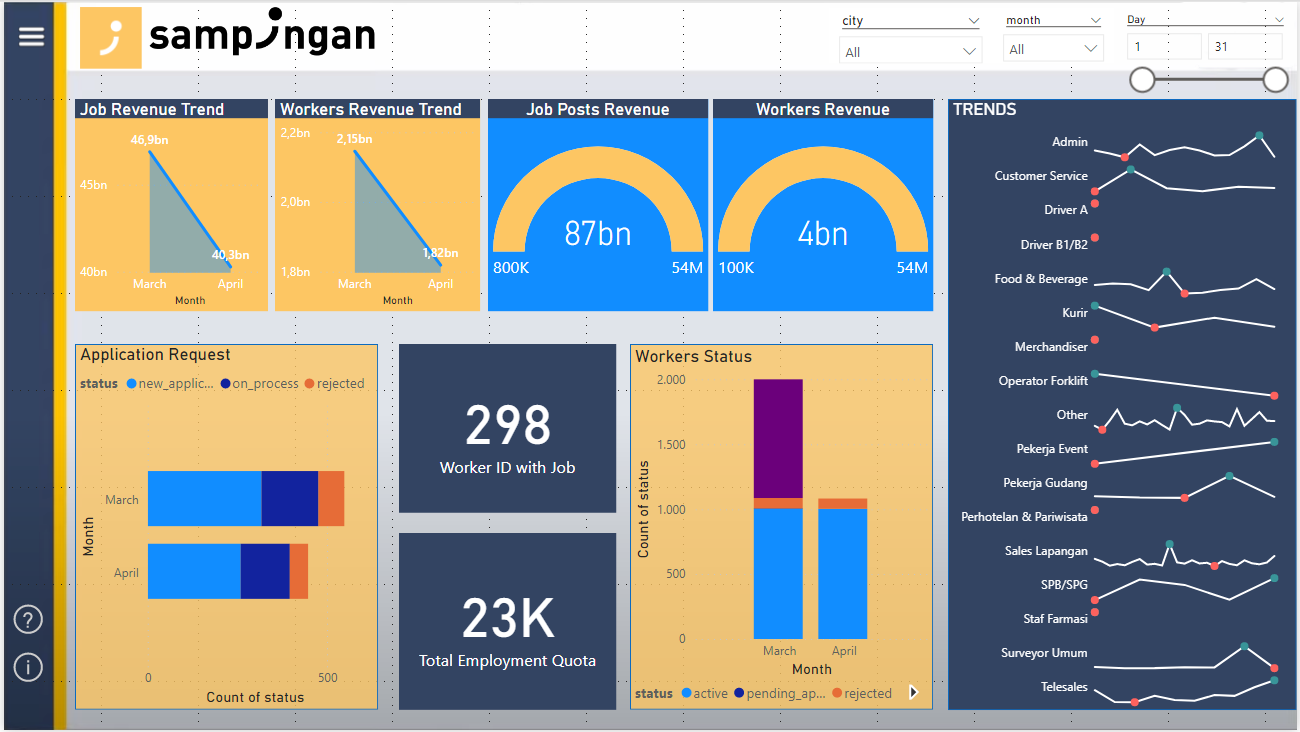 sampingan
city
All
month
All
Day
1
31
Job Revenue Trend
46,9bn
45bn
40,3bn
40bn
March
April
Month
Workers Revenue Trend
2,2bn
2,15bn
2,0bn
1,82bn
1,8bn
March
April
Month
Job Posts Revenue
87bn
800K
54M
Workers Revenue
4bn
100K
54M
TRENDS
Admin
Customer Service
Driver A
Driver B1/B2
Food & Beverage
Kurir
Merchandiser
Operator Forklift
Other
Pekerja Event
Pekerja Gudang
Perhotelan & Pariwisata
Sales Lapangan
SPB/SPG
Staf Farmasi
Surveyor Umum
Telesales
Application Request
status new_applic... on_process rejected
March
April
Month
0
500
Count of status
298
Worker ID with Job
23K
Total Employment Quota
Workers Status
2.000
1.500
1.000
500
0
Count of status
March
April
Month
status active pending_ap... rejected
?
i